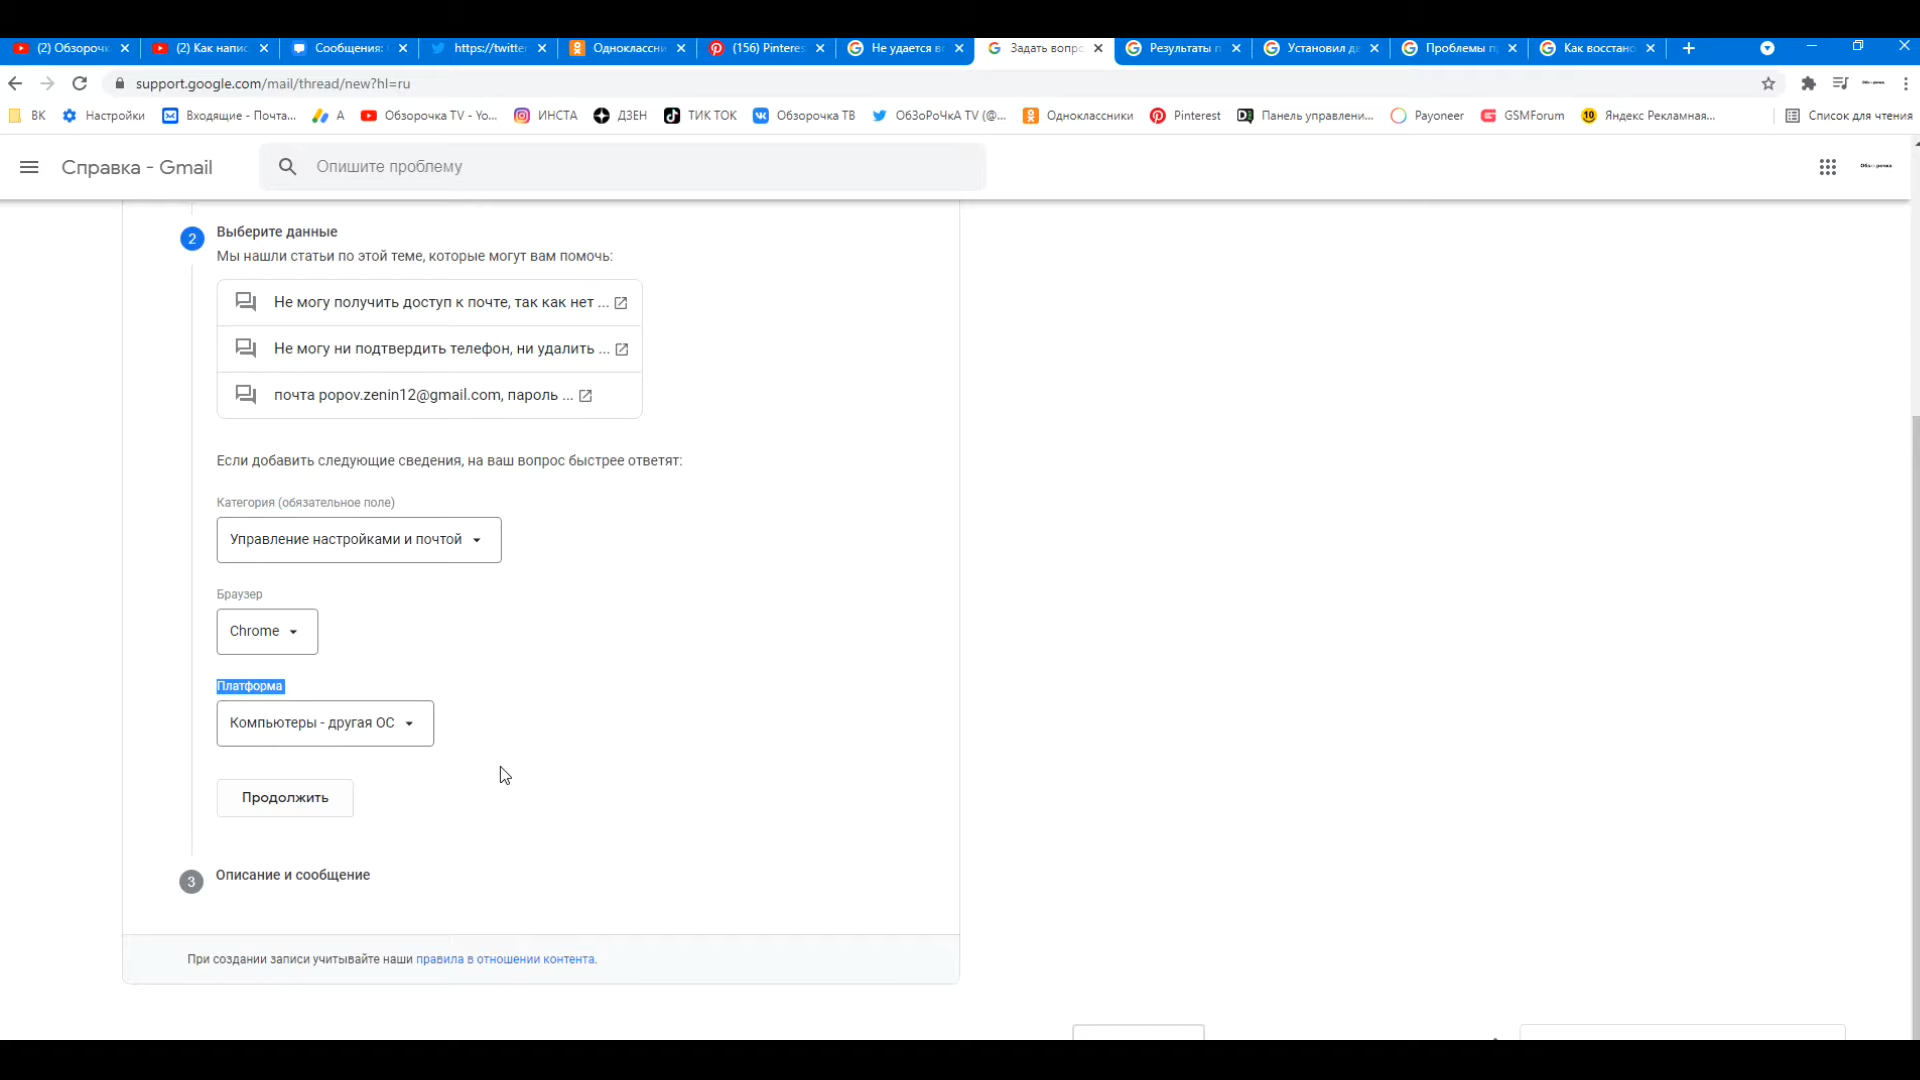 (2) Обзороч
(2) Как напис
Сообщения:
https://twitte
Одноклассни
(156) Pinteres
Не удается в
Задать вопро
Результаты п
Установил д
Проблемы п
Как восстано
support.google.com/mail/thread/new?hl=ru
ВК
Настройки
Входящие - Почта...
А
Обзорочка TV - Yo...
ИНСТА
ДЗЕН
ТИК ТОК
Обзорочка ТВ
ОбЗоРоЧкА TV (@...
Одноклассники
Pinterest
Панель управлени...
Payoneer
GSMForum
Яндекс Рекламная...
Список для чтения
Справка - Gmail
Опишите проблему
2
Выберите данные
Мы нашли статьи по этой теме, которые могут вам помочь:
Не могу получить доступ к почте, так как нет ...
Не могу ни подтвердить телефон, ни удалить ...
почта popov.zenin12@gmail.com, пароль ...
Если добавить следующие сведения, на ваш вопрос быстрее ответят:
Категория (обязательное поле)
Управление настройками и почтой
Браузер
Chrome
Платформа
Компьютеры - другая ОС
Продолжить
3
Описание и сообщение
При создании записи учитывайте наши правила в отношении контента.